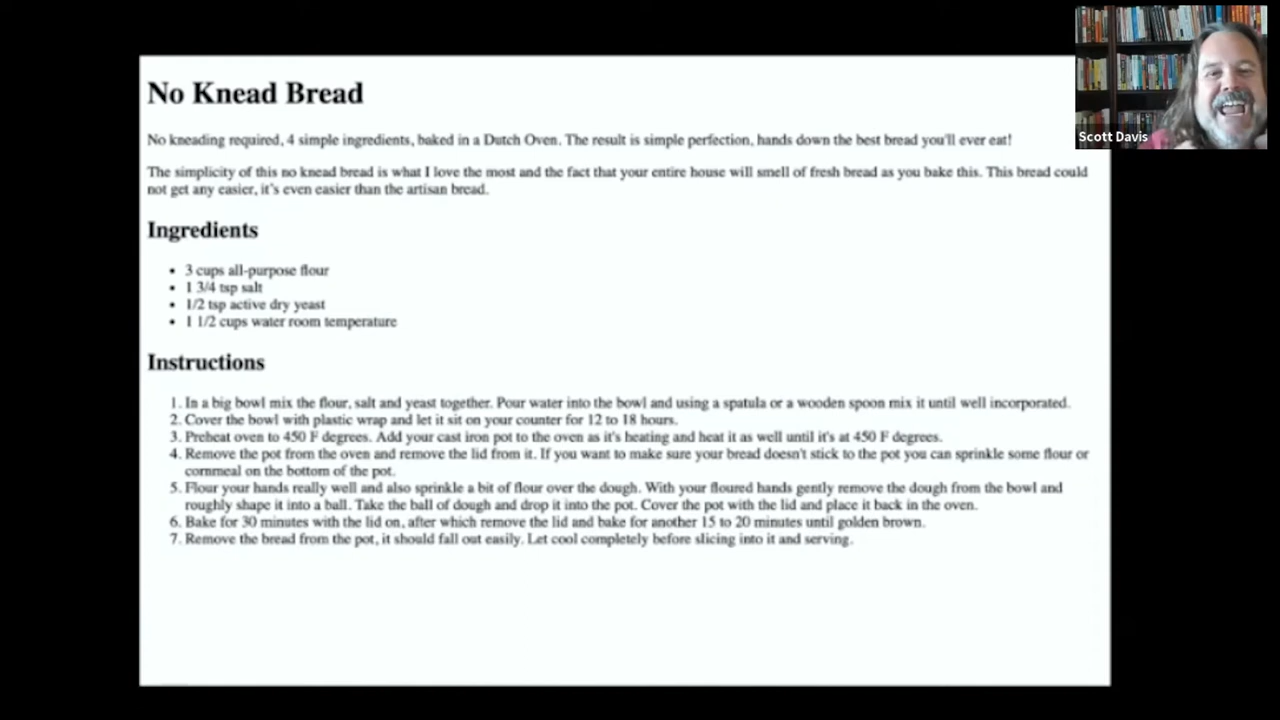 No Knead Bread
No kneading required, 4 simple ingredients, baked in a Dutch Oven. The result is simple perfection, hands down the best bread you'll ever eat!
The simplicity of this no knead bread is what I love the most and the fact that your entire house will smell of fresh bread as you bake this. This bread could
not get any easier, it's even easier than the artisan bread.
Ingredients
• 3 cups all-purpose flour
• 1 3/4 tsp salt
• 1/2 tsp active dry yeast
• 1 1/2 cups water room temperature
Instructions
1. In a big bowl mix the flour, salt and yeast together. Pour water into the bowl and using a spatula or a wooden spoon mix it until well incorporated.
2. Cover the bowl with plastic wrap and let it sit on your counter for 12 to 18 hours.
3. Preheat oven to 450 F degrees. Add your cast iron pot to the oven as it's heating and heat it as well until it's at 450 F degrees.
4. Remove the pot from the oven and remove the lid from it. If you want to make sure your bread doesn't stick to the pot you can sprinkle some flour or
cornmeal on the bottom of the pot.
5. Flour your hands really well and also sprinkle a bit of flour over the dough. With your floured hands gently remove the dough from the bowl and
roughly shape it into a ball. Take the ball of dough and drop it into the pot. Cover the pot with the lid and place it back in the oven.
6. Bake for 30 minutes with the lid on, after which remove the lid and bake for another 15 to 20 minutes until golden brown.
7. Remove the bread from the pot, it should fall out easily. Let cool completely before slicing into it and serving.
Scott Davis